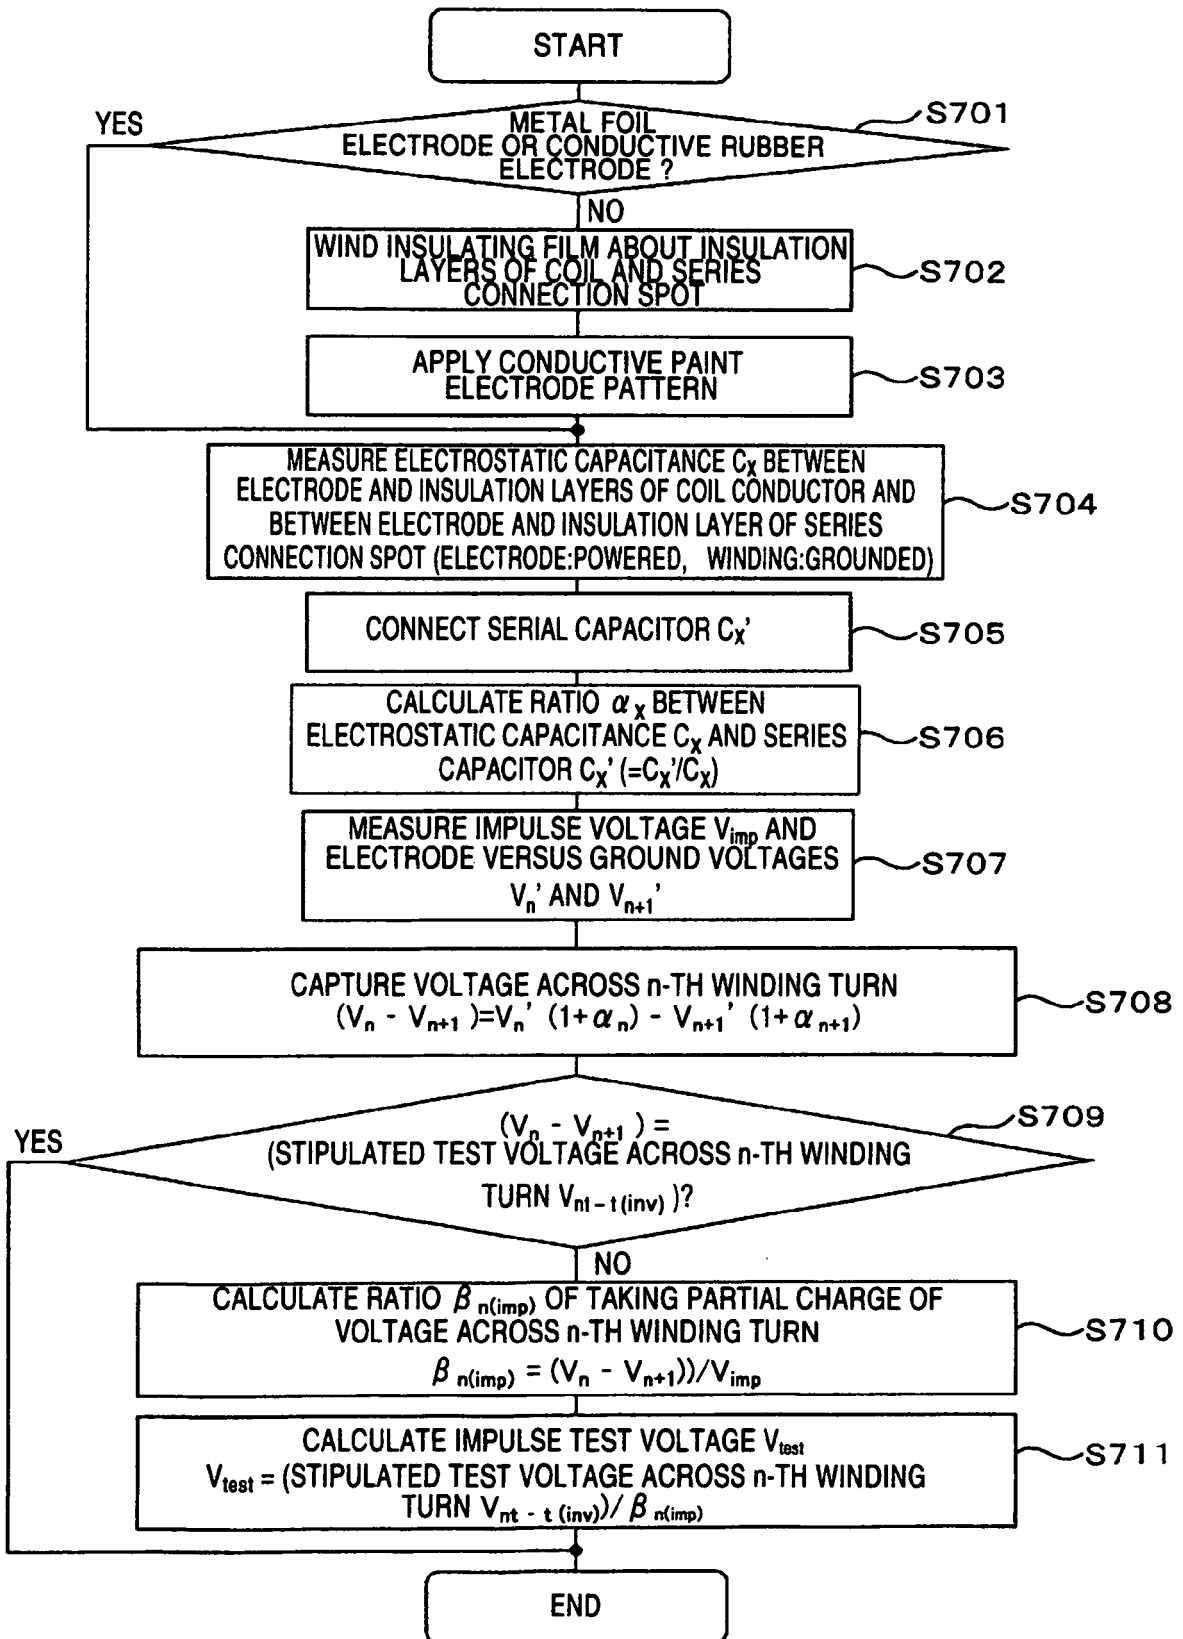 START
YES
METAL FOIL
ELECTRODE OR CONDUCTIVE RUBBER
ELECTRODE ?
S701
NO
WIND INSULATING FILM ABOUT INSULATION
LAYERS OF COIL AND SERIES
CONNECTION SPOT
S702
APPLY CONDUCTIVE PAINT
ELECTRODE PATTERN
S703
MEASURE ELECTROSTATIC CAPACITANCE Cx BETWEEN
ELECTRODE AND INSULATION LAYERS OF COIL CONDUCTOR AND
BETWEEN ELECTRODE AND INSULATION LAYER OF SERIES
CONNECTION SPOT (ELECTRODE:POWERED, WINDING:GROUNDED)
S704
CONNECT SERIAL CAPACITOR Cx'
S705
CALCULATE RATIO αx BETWEEN
ELECTROSTATIC CAPACITANCE Cx AND SERIES
CAPACITOR Cx' (=Cx'/Cx)
S706
MEASURE IMPULSE VOLTAGE Vimp AND
ELECTRODE VERSUS GROUND VOLTAGES
Vn' AND Vn+1'
S707
CAPTURE VOLTAGE ACROSS n-TH WINDING TURN
(Vn - Vn+1 )=Vn' (1+αn) - Vn+1' (1+αn+1)
S708
YES
(Vn - Vn+1 ) =
(STIPULATED TEST VOLTAGE ACROSS n-TH WINDING
TURN Vnt-t(inv) )?
S709
NO
CALCULATE RATIO βn(imp) OF TAKING PARTIAL CHARGE OF
VOLTAGE ACROSS n-TH WINDING TURN
βn(imp) = (Vn - Vn+1))/Vimp
S710
CALCULATE IMPULSE TEST VOLTAGE Vtest
Vtest = (STIPULATED TEST VOLTAGE ACROSS n-TH WINDING
TURN Vnt-t(inv))/ βn(imp)
S711
END